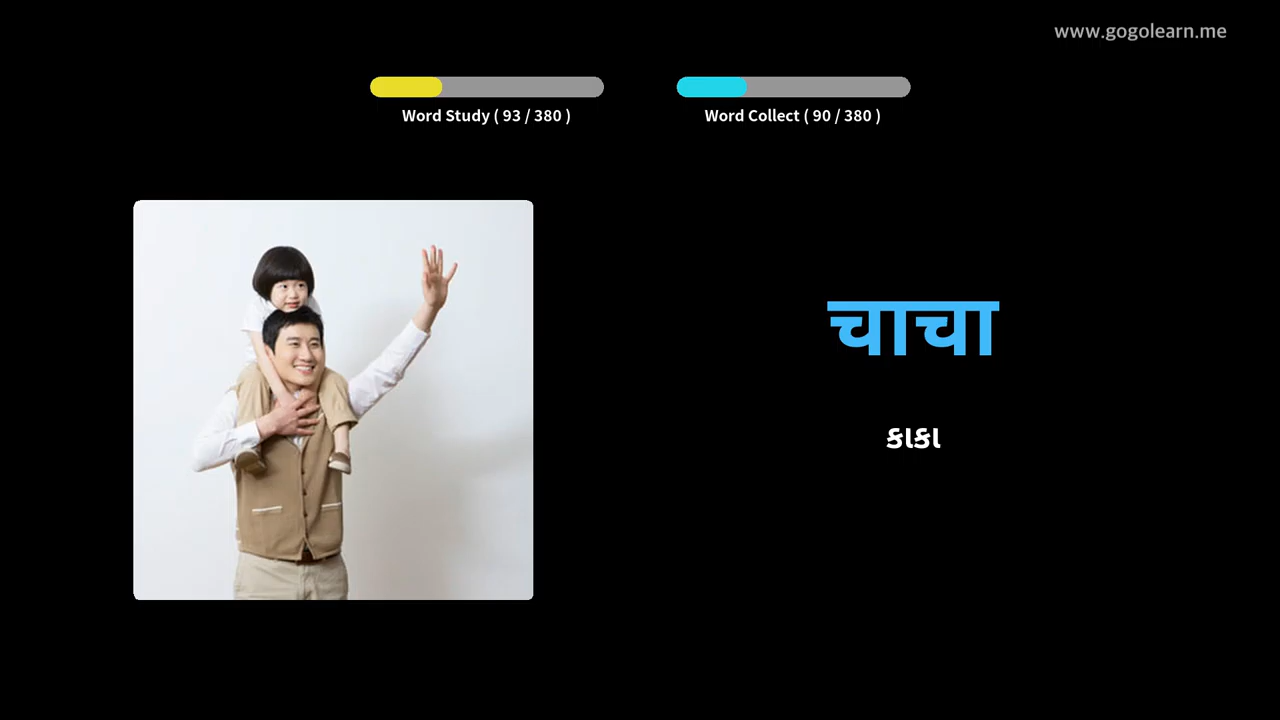 www.gogolearn.me
Word Study ( 93 / 380 )
Word Collect ( 90 / 380 )
चाचा
કાકા